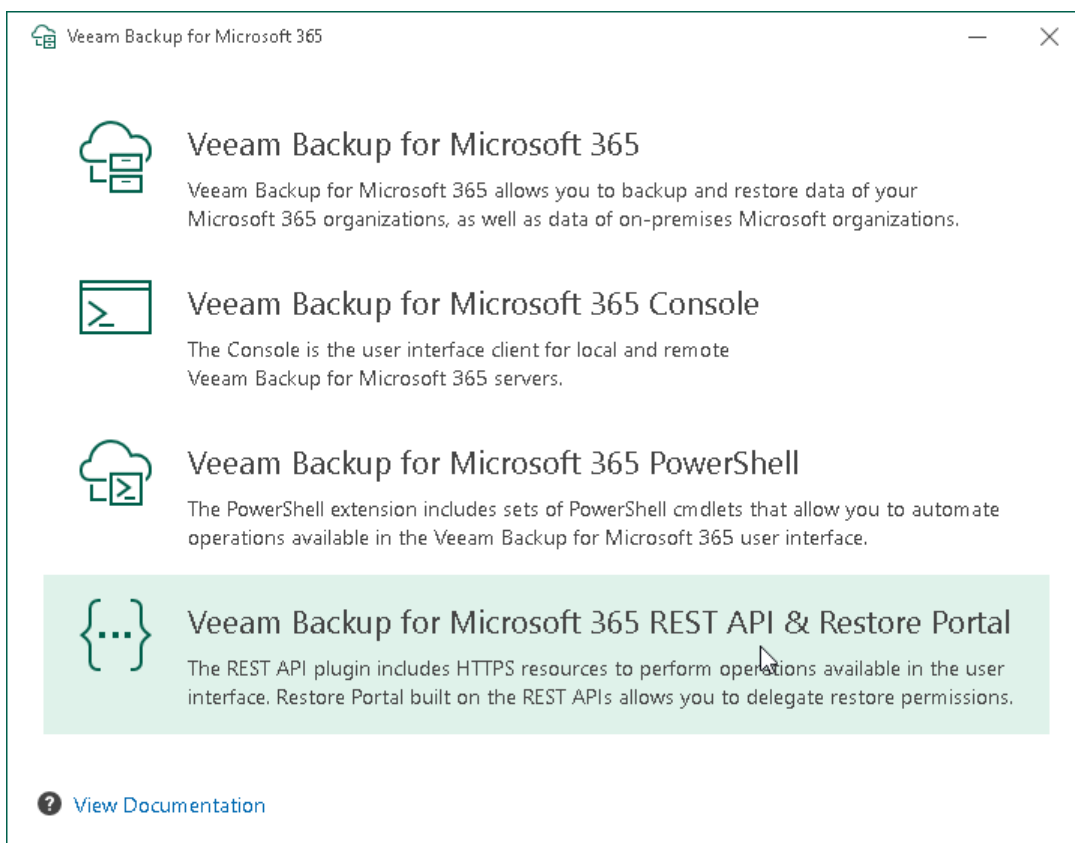 Veeam Backup for Microsoft 365
Veeam Backup for Microsoft 365
Veeam Backup for Microsoft 365 allows you to backup and restore data of your
Microsoft 365 organizations, as well as data of on-premises Microsoft organizations.
Veeam Backup for Microsoft 365 Console
The Console is the user interface client for local and remote
Veeam Backup for Microsoft 365 servers.
Veeam Backup for Microsoft 365 PowerShell
The PowerShell extension includes sets of PowerShell cmdlets that allow you to automate
operations available in the Veeam Backup for Microsoft 365 user interface.
Veeam Backup for Microsoft 365 REST API & Restore Portal
The REST API plugin includes HTTPS resources to perform operations available in the user
interface. Restore Portal built on the REST APIs allows you to delegate restore permissions.
? View Documentation